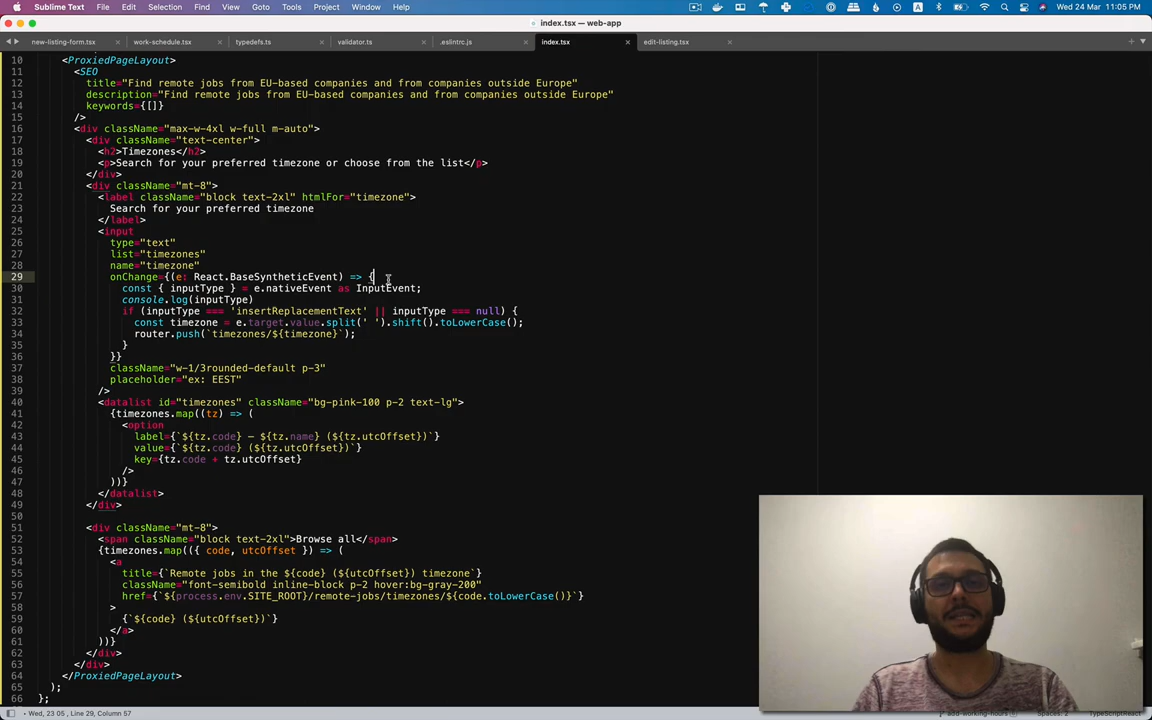 Sublime Text File Edit Selection Find View Goto Tools Project Window Help
Wed 24 Mar 11:05 PM
index.tsx — web-app
new-listing-form.tsx × work-schedule.tsx × typedefs.ts × validator.ts × .eslintrc.js × index.tsx × edit-listing.tsx ×
10 <ProxiedPageLayout>
11 <SEO
12 title="Find remote jobs from EU-based companies and from companies outside Europe"
13 description="Find remote jobs from EU-based companies and from companies outside Europe"
14 keywords={[]}
15 />
16 <div className="max-w-4xl w-full m-auto">
17 <div className="text-center">
18 <h2>Timezones</h2>
19 <p>Search for your preferred timezone or choose from the list</p>
20 </div>
21 <div className="mt-8">
22 <label className="block text-2xl" htmlFor="timezone">
23 Search for your preferred timezone
24 </label>
25 <input
26 type="text"
27 list="timezones"
28 name="timezone"
29 onChange={(e: React.BaseSyntheticEvent) => {
30 const { inputType } = e.nativeEvent as InputEvent;
31 console.log(inputType)
32 if (inputType === 'insertReplacementText' || inputType === null) {
33 const timezone = e.target.value.split(' ').shift().toLowerCase();
34 router.push(`timezones/${timezone}`);
35 }
36 }}
37 className="w-1/3rounded-default p-3"
38 placeholder="ex: EEST"
39 />
40 <datalist id="timezones" className="bg-pink-100 p-2 text-lg">
41 {timezones.map((tz) => (
42 <option
43 label={`${tz.code} — ${tz.name} (${tz.utcOffset})`}
44 value={`${tz.code} (${tz.utcOffset})`}
45 key={tz.code + tz.utcOffset}
46 />
47 ))}
48 </datalist>
49 </div>
50
51 <div className="mt-8">
52 <span className="block text-2xl">Browse all</span>
53 {timezones.map(({ code, utcOffset }) => (
54 <a
55 title={`Remote jobs in the ${code} (${utcOffset}) timezone`}
56 className="font-semibold inline-block p-2 hover:bg-gray-200"
57 href={`${process.env.SITE_ROOT}/remote-jobs/timezones/${code.toLowerCase()}`}
58 >
59 {`${code} (${utcOffset})`}
60 </a>
61 ))}
62 </div>
63 </div>
64 </ProxiedPageLayout>
65 );
66 };
Wed, 23 05, Line 29, Column 57 add-working-hours Spaces: 2 TypeScriptReact